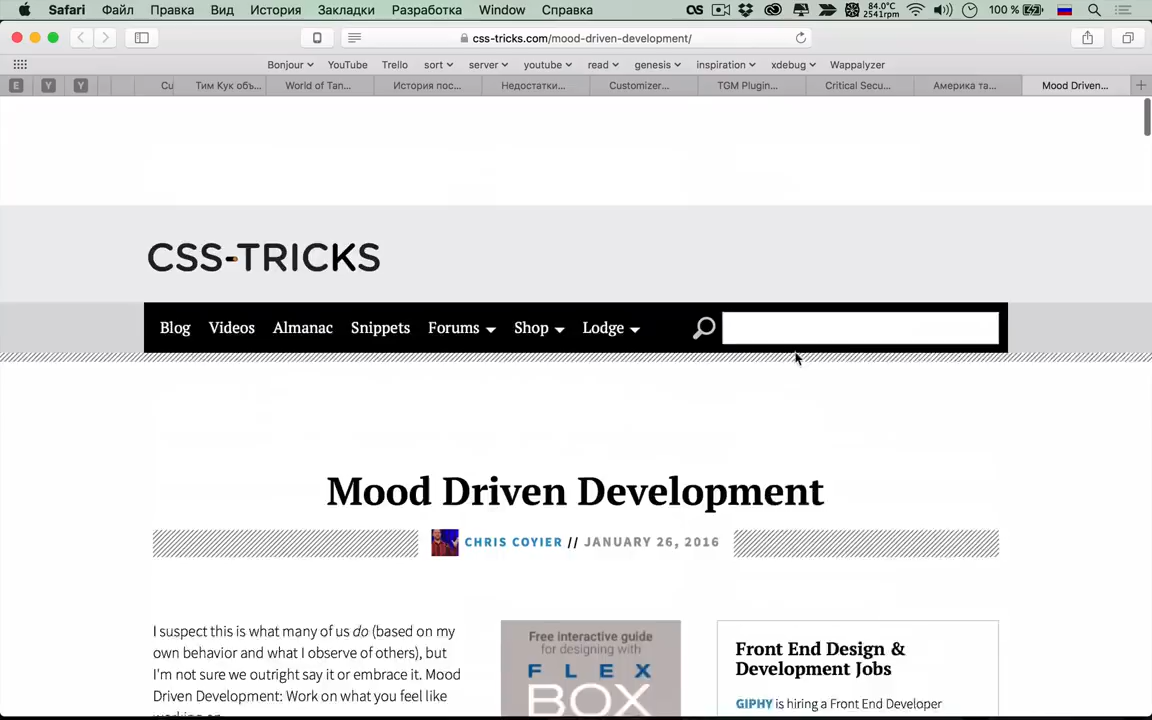 Safari Файл Правка Вид История Закладки Разработка Window Справка OS 84.0°C 2541rpm 100 %
css-tricks.com/mood-driven-development/
Bonjour YouTube Trello sort server youtube read genesis inspiration xdebug Wappalyzer
E Y Y Cu Тим Кук объ... World of Tan... История пос... Недостатки... Customizer... TGM Plugin... Critical Secu... Америка та... Mood Driven... +
CSS-TRICKS
Blog Videos Almanac Snippets Forums Shop Lodge
Mood Driven Development
CHRIS COYIER // JANUARY 26, 2016
I suspect this is what many of us do (based on my
own behavior and what I observe of others), but
I'm not sure we outright say it or embrace it. Mood
Driven Development: Work on what you feel like
working on.
Free interactive guide
for designing with
FLEX
BOX
Front End Design &
Development Jobs
GIPHY is hiring a Front End Developer